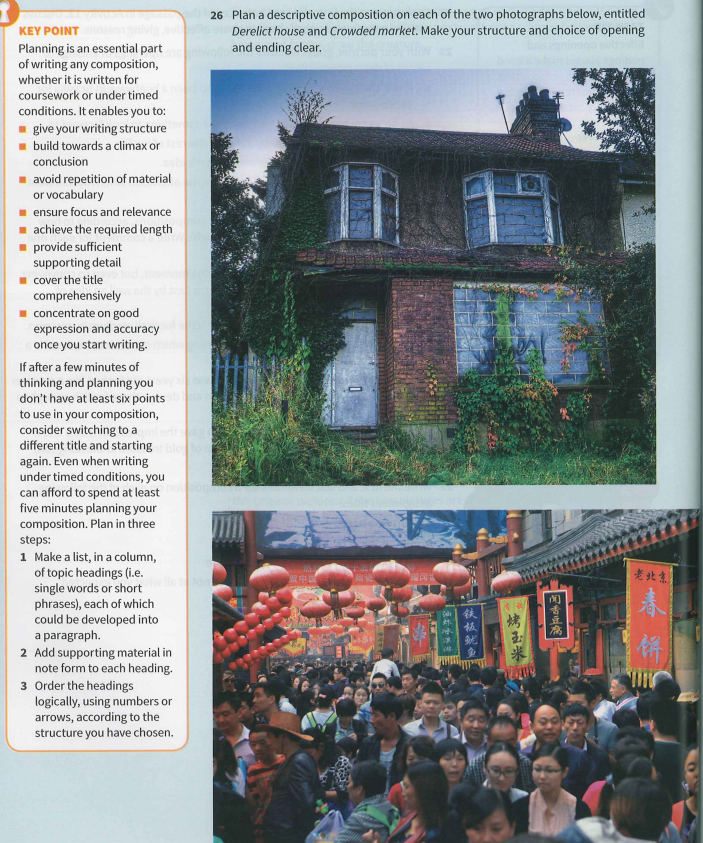 KEY POINT
Planning is an essential part
of writing any composition,
whether it is written for
coursework or under timed
conditions. It enables you to:
give your writing structure
build towards a climax or
conclusion
avoid repetition of material
or vocabulary
ensure focus and relevance
achieve the required length
provide sufficient
supporting detail
cover the title
comprehensively
concentrate on good
expression and accuracy
once you start writing.
If after a few minutes of
thinking and planning you
don't have at least six points
to use in your composition,
consider switching to a
different title and starting
again. Even when writing
under timed conditions, you
can afford to spend at least
five minutes planning your
composition. Plan in three
steps:
1 Make a list, in a column,
of topic headings (i.e.
single words or short
phrases), each of which
could be developed into
a paragraph.
2 Add supporting material in
note form to each heading.
3 Order the headings
logically, using numbers or
arrows, according to the
structure you have chosen.
26 Plan a descriptive composition on each of the two photographs below, entitled
Derelict house and Crowded market. Make your structure and choice of opening
and ending clear.
油炸冰淇淋
铁板鱿鱼
烤玉米
闻香豆腐
老北京
春饼